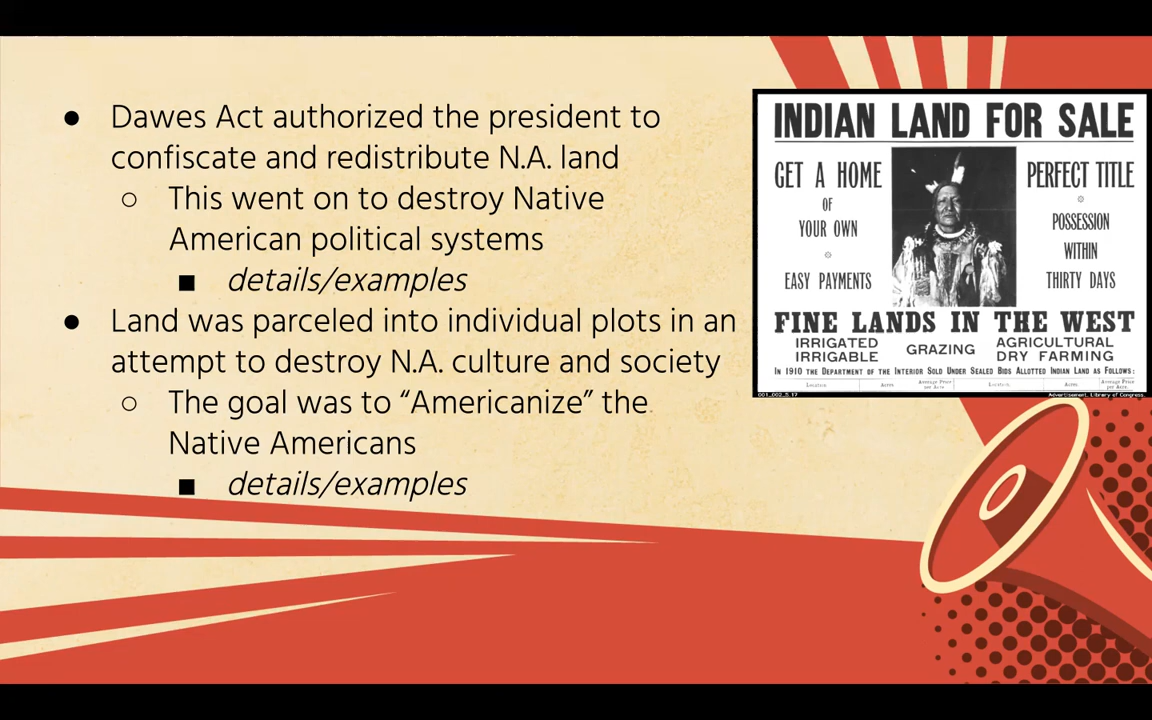 ● Dawes Act authorized the president to
confiscate and redistribute N.A. land
○ This went on to destroy Native
American political systems
■ details/examples
● Land was parceled into individual plots in an
attempt to destroy N.A. culture and society
○ The goal was to “Americanize” the
Native Americans
■ details/examples
INDIAN LAND FOR SALE
GET A HOME
OF
YOUR OWN
EASY PAYMENTS
PERFECT TITLE
POSSESSION
WITHIN
THIRTY DAYS
FINE LANDS IN THE WEST
IRRIGATED
IRRIGABLE
GRAZING
AGRICULTURAL
DRY FARMING
IN 1910 THE DEPARTMENT OF THE INTERIOR SOLD UNDER SEALED BIDS ALLOTTED INDIAN LAND AS FOLLOWS:
Location Acres Average Price per Acre Location Acres Average Price per Acre
001_002_5.17 Advertisement, Library of Congress.